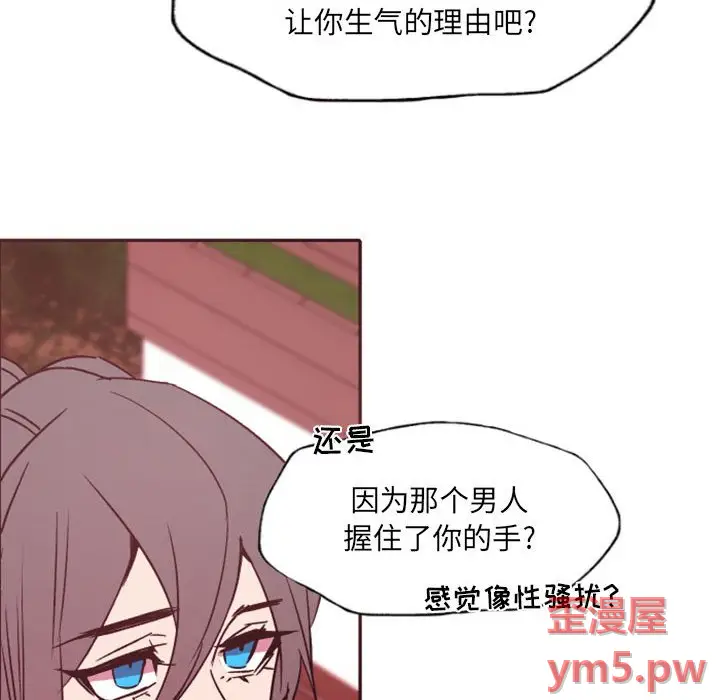 让你生气的理由吧?
还是
因为那个男人
握住了你的手?
感觉像性骚扰?
歪漫屋
ym5.pw